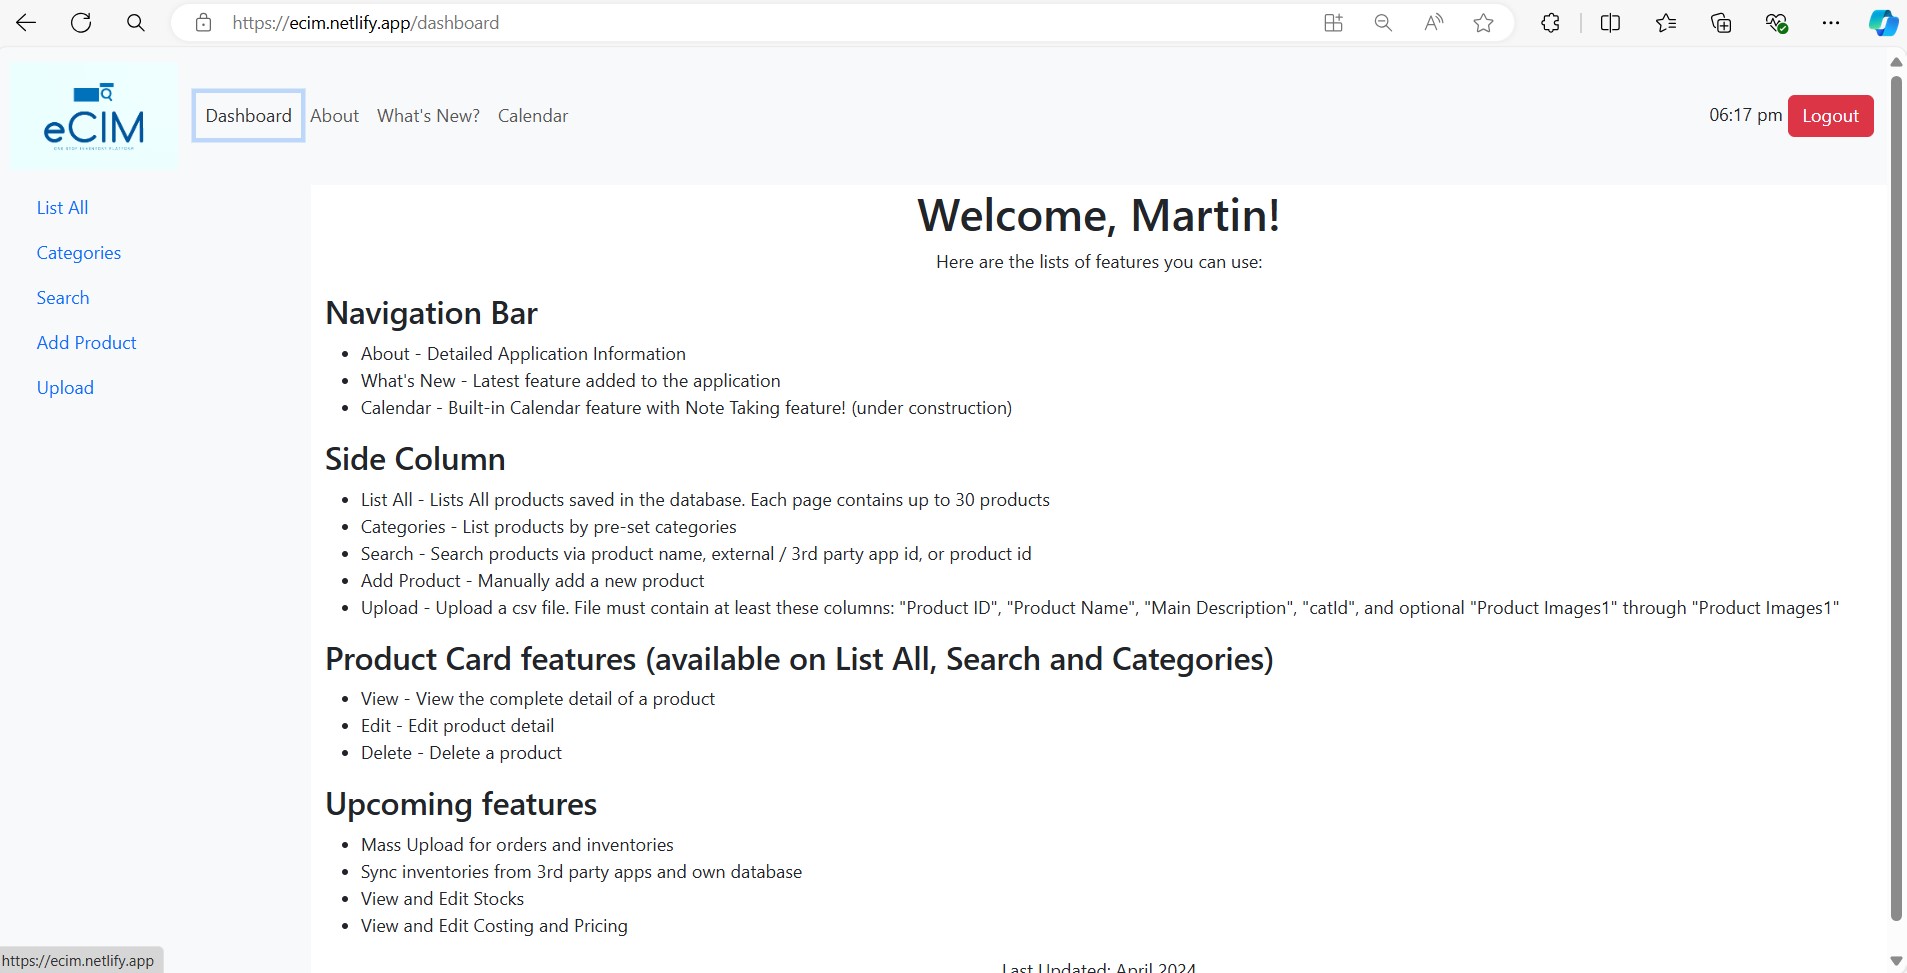 https://ecim.netlify.app/dashboard
eCIM
ONE STOP INVENTORY PLATFORM
Dashboard
About
What's New?
Calendar
06:17 pm
Logout
List All
Categories
Search
Add Product
Upload
Welcome, Martin!
Here are the lists of features you can use:
Navigation Bar
• About - Detailed Application Information
• What's New - Latest feature added to the application
• Calendar - Built-in Calendar feature with Note Taking feature! (under construction)
Side Column
• List All - Lists All products saved in the database. Each page contains up to 30 products
• Categories - List products by pre-set categories
• Search - Search products via product name, external / 3rd party app id, or product id
• Add Product - Manually add a new product
• Upload - Upload a csv file. File must contain at least these columns: "Product ID", "Product Name", "Main Description", "catId", and optional "Product Images1" through "Product Images1"
Product Card features (available on List All, Search and Categories)
• View - View the complete detail of a product
• Edit - Edit product detail
• Delete - Delete a product
Upcoming features
• Mass Upload for orders and inventories
• Sync inventories from 3rd party apps and own database
• View and Edit Stocks
• View and Edit Costing and Pricing
Last Updated: April 2024
https://ecim.netlify.app